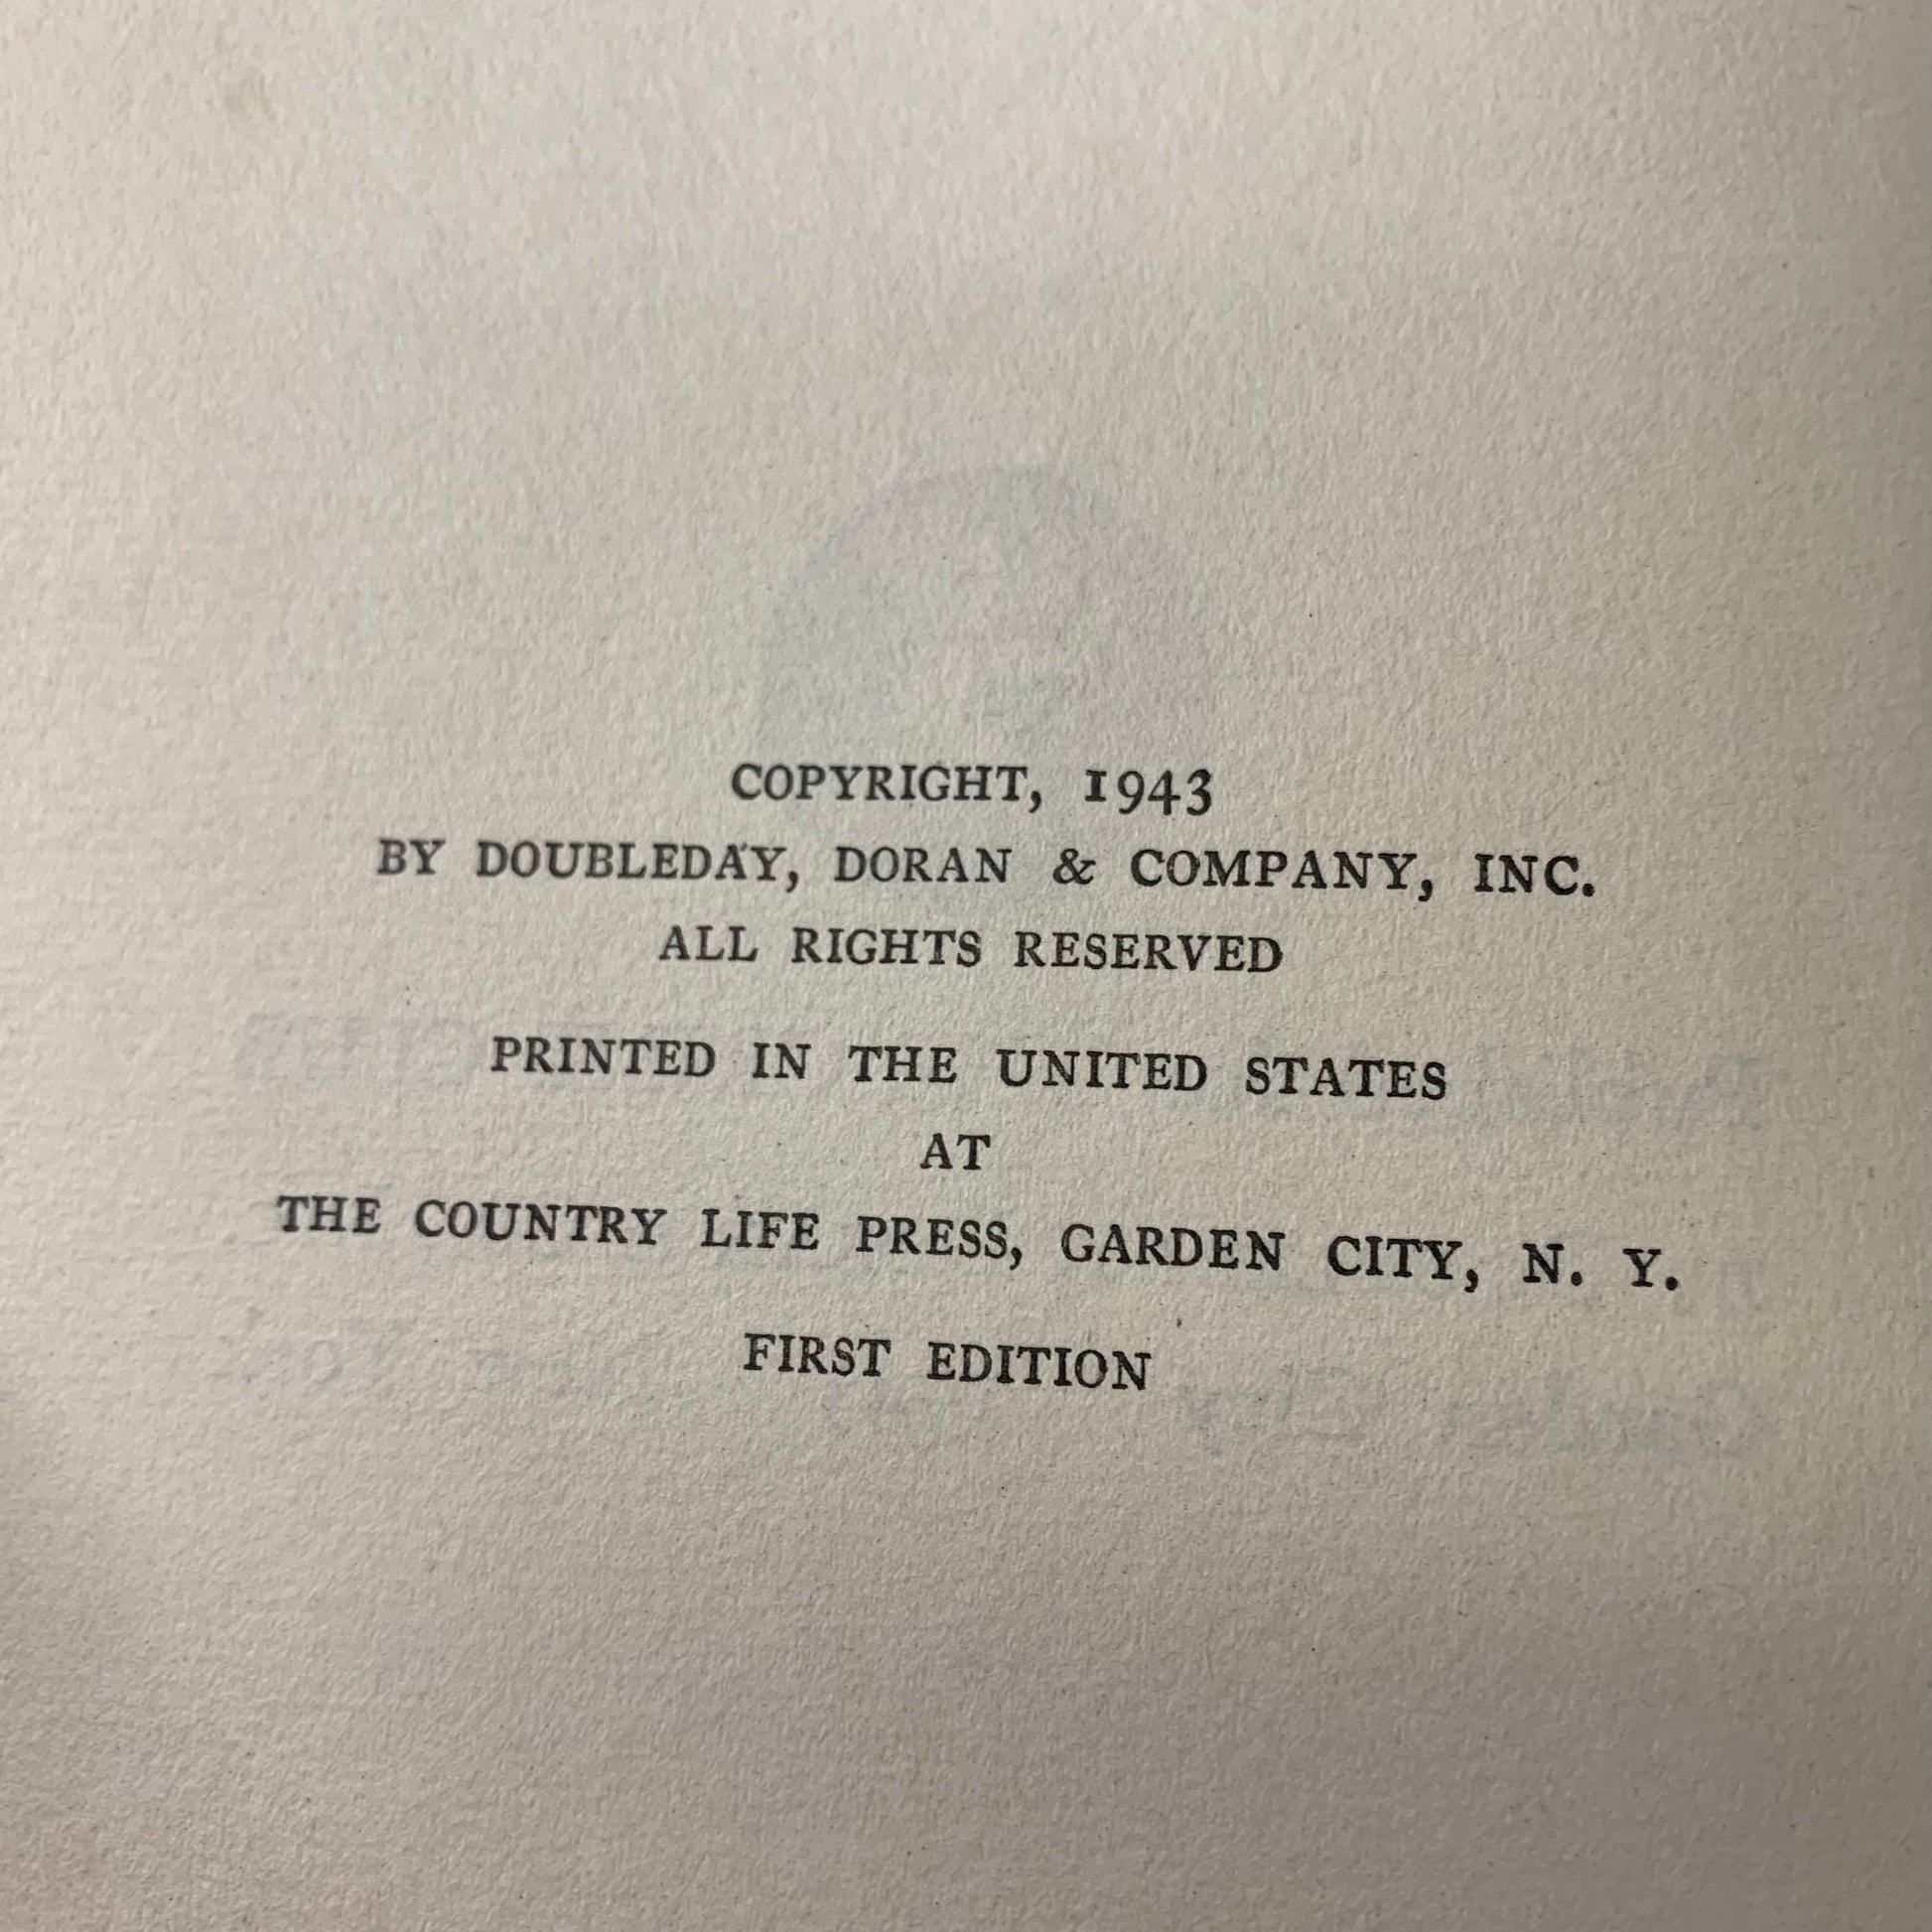 COPYRIGHT, 1943
BY DOUBLEDAY, DORAN & COMPANY, INC.
ALL RIGHTS RESERVED
PRINTED IN THE UNITED STATES
AT
THE COUNTRY LIFE PRESS, GARDEN CITY, N. Y.
FIRST EDITION